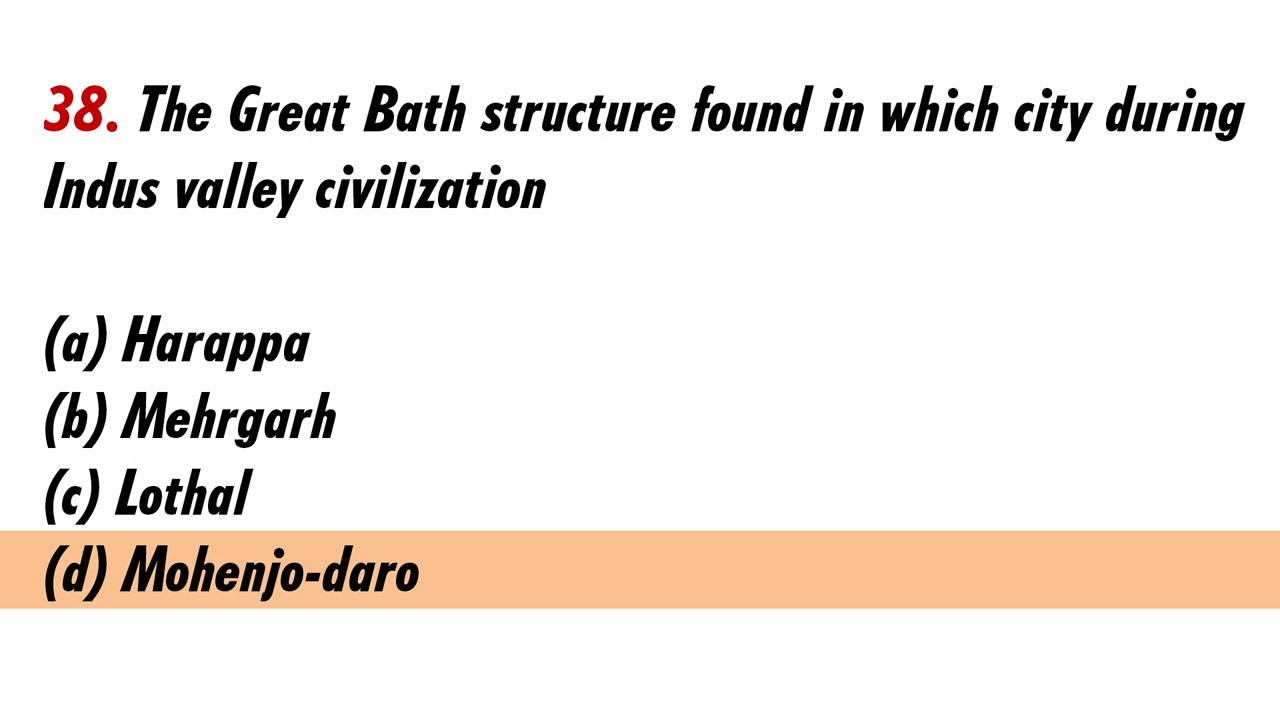 38. The Great Bath structure found in which city during
Indus valley civilization
(a) Harappa
(b) Mehrgarh
(c) Lothal
(d) Mohenjo-daro